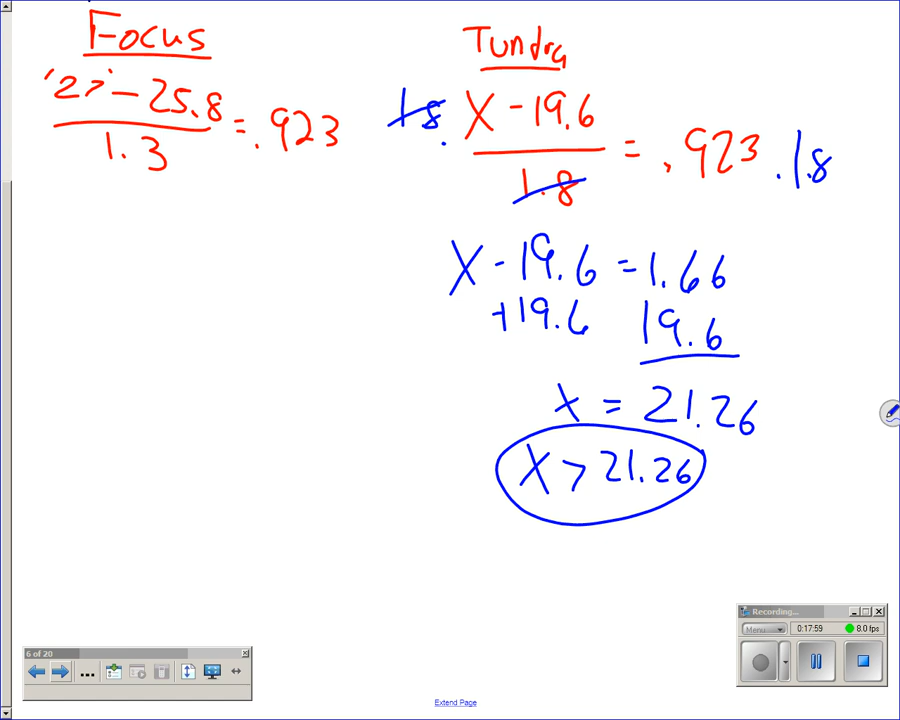 Focus
'27' - 25.8
1.3
= .923
Tundra
1.8 · X - 19.6
1.8
= .923 · 1.8
X - 19.6 = 1.66
+19.6 19.6
x = 21.26
X > 21.26
Recording...
Menu
0:17:59
8.0 fps
6 of 20
...
Extend Page